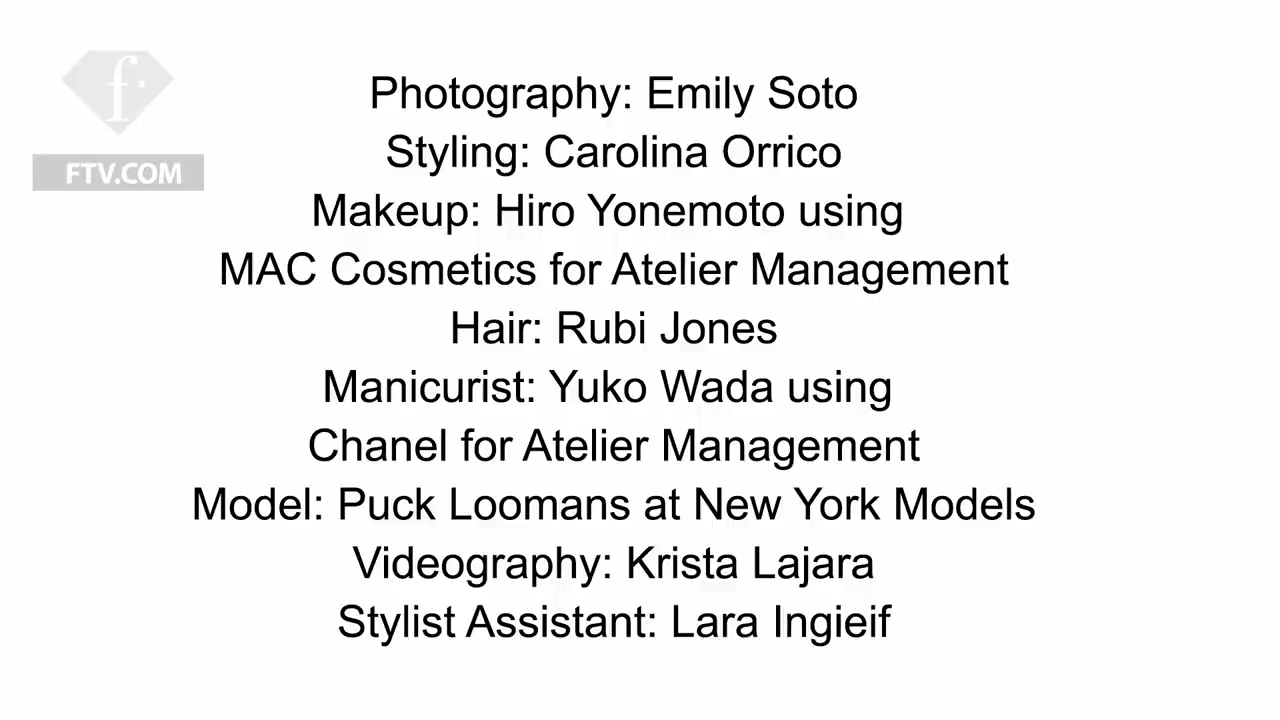 f
FTV.COM
Photography: Emily Soto
Styling: Carolina Orrico
Makeup: Hiro Yonemoto using
MAC Cosmetics for Atelier Management
Hair: Rubi Jones
Manicurist: Yuko Wada using
Chanel for Atelier Management
Model: Puck Loomans at New York Models
Videography: Krista Lajara
Stylist Assistant: Lara Ingieif